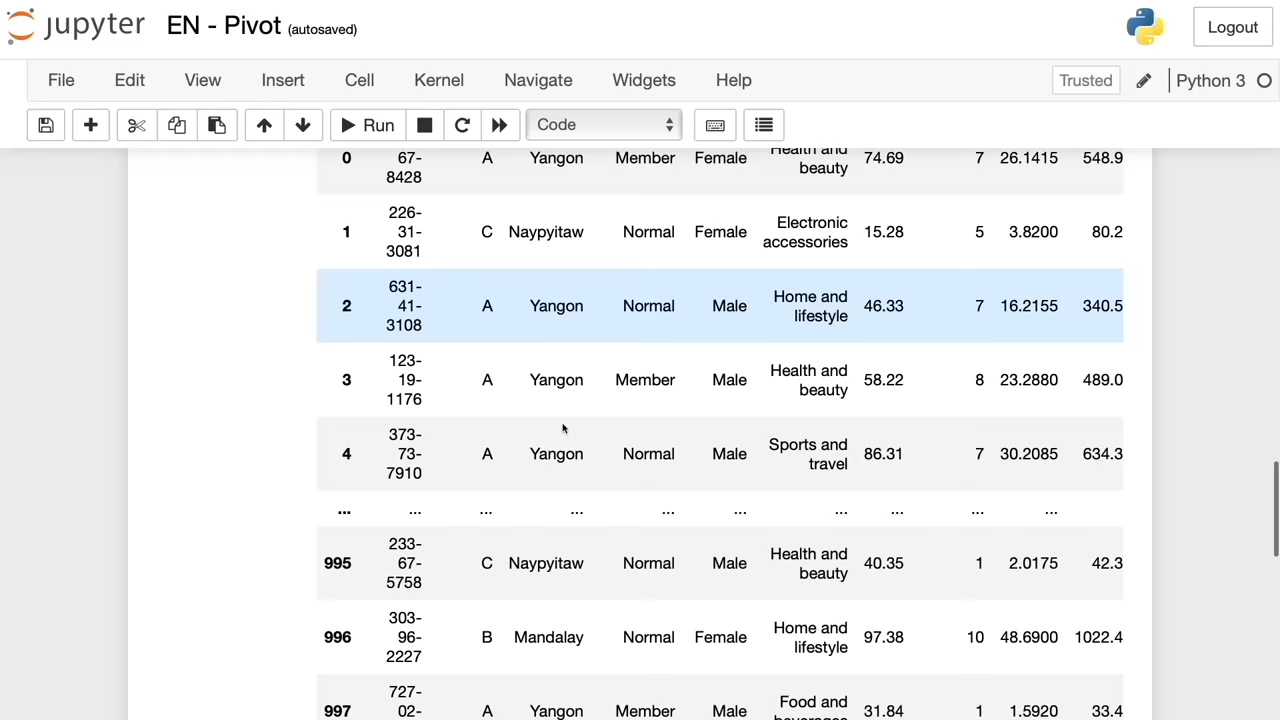 jupyter EN - Pivot (autosaved) Logout
File Edit View Insert Cell Kernel Navigate Widgets Help Trusted Python 3
Run Code
Health and
0 67- A Yangon Member Female beauty 74.69 7 26.1415 548.9
8428
226-
1 31- C Naypyitaw Normal Female Electronic accessories 15.28 5 3.8200 80.2
3081
631-
2 41- A Yangon Normal Male Home and lifestyle 46.33 7 16.2155 340.5
3108
123-
3 19- A Yangon Member Male Health and beauty 58.22 8 23.2880 489.0
1176
373-
4 73- A Yangon Normal Male Sports and travel 86.31 7 30.2085 634.3
7910
... ... ... ... ... ... ... ... ... ...
233-
995 67- C Naypyitaw Normal Male Health and beauty 40.35 1 2.0175 42.3
5758
303-
996 96- B Mandalay Normal Female Home and lifestyle 97.38 10 48.6900 1022.4
2227
727-
997 02- A Yangon Member Male Food and beverages 31.84 1 1.5920 33.4